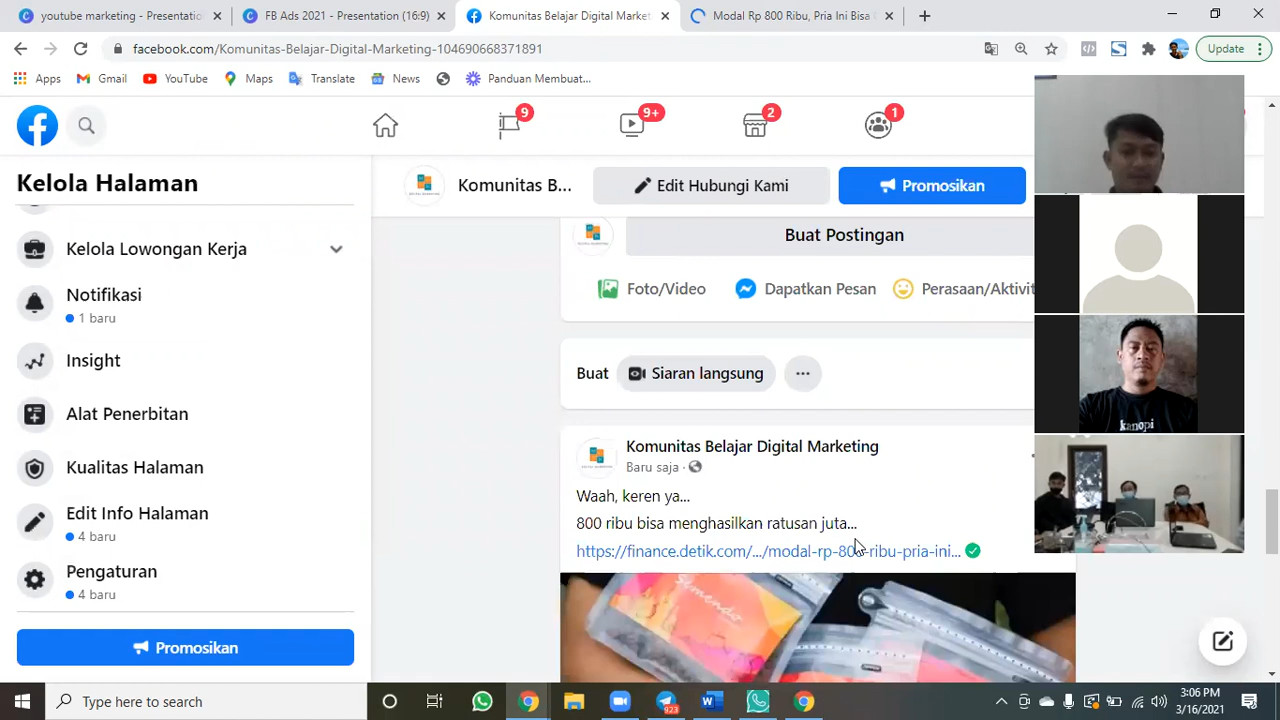 youtube marketing - Presentatio
FB Ads 2021 - Presentation (16:9)
Komunitas Belajar Digital Market
Modal Rp 800 Ribu, Pria Ini Bisa
facebook.com/Komunitas-Belajar-Digital-Marketing-104690668371891
Update
Apps
Gmail
YouTube
Maps
Translate
News
Panduan Membuat...
9
9+
2
1
Kelola Halaman
Komunitas B...
Edit Hubungi Kami
Promosikan
Kelola Lowongan Kerja
Notifikasi
1 baru
Insight
Alat Penerbitan
Kualitas Halaman
Edit Info Halaman
4 baru
Pengaturan
4 baru
Promosikan
Buat Postingan
Foto/Video
Dapatkan Pesan
Perasaan/Aktivit
Buat
Siaran langsung
Komunitas Belajar Digital Marketing
Baru saja
Waah, keren ya...
800 ribu bisa menghasilkan ratusan juta...
https://finance.detik.com/.../modal-rp-800-ribu-pria-ini...
kanopi
Type here to search
923
3:06 PM
3/16/2021